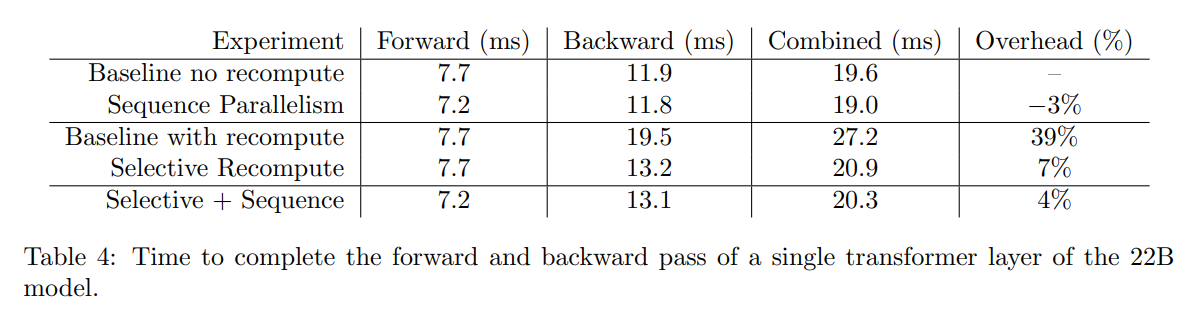 Experiment Forward (ms) Backward (ms) Combined (ms) Overhead (%)
Baseline no recompute 7.7 11.9 19.6 –
Sequence Parallelism 7.2 11.8 19.0 −3%
Baseline with recompute 7.7 19.5 27.2 39%
Selective Recompute 7.7 13.2 20.9 7%
Selective + Sequence 7.2 13.1 20.3 4%
Table 4: Time to complete the forward and backward pass of a single transformer layer of the 22B
model.